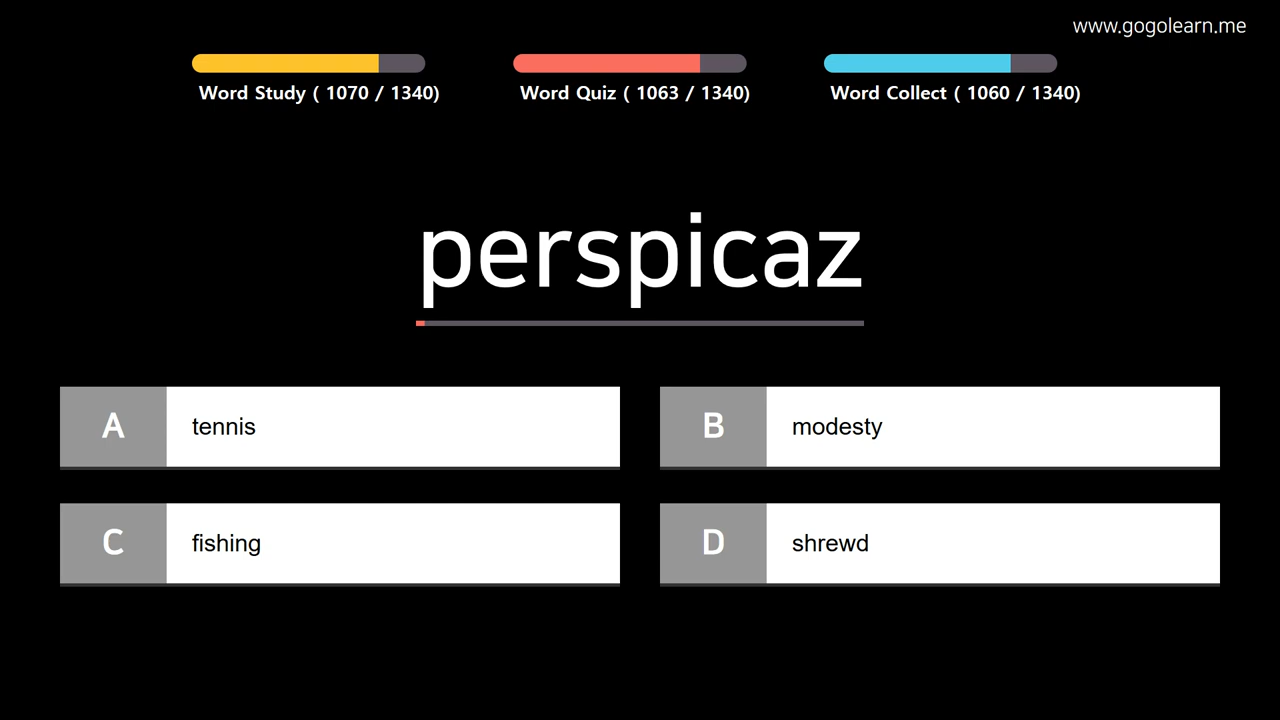 www.gogolearn.me
Word Study ( 1070 / 1340)
Word Quiz ( 1063 / 1340)
Word Collect ( 1060 / 1340)
perspicaz
A tennis
B modesty
C fishing
D shrewd